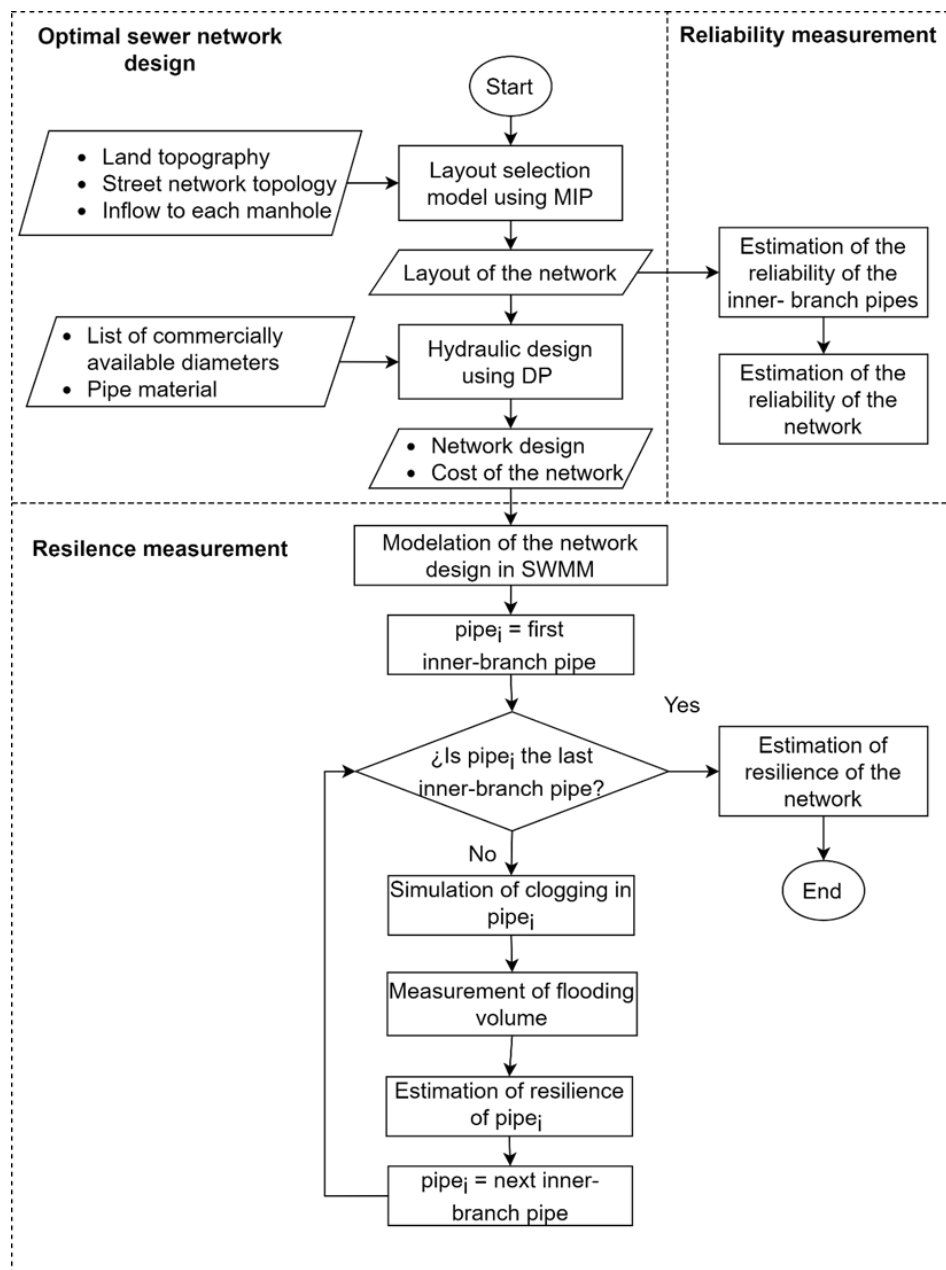 Optimal sewer network
design
Start
• Land topography
• Street network topology
• Inflow to each manhole
Layout selection
model using MIP
Layout of the network
• List of commercially
available diameters
• Pipe material
Hydraulic design
using DP
• Network design
• Cost of the network
Reliability measurement
Estimation of the
reliability of the
inner- branch pipes
Estimation of the
reliability of the
network
Resilence measurement
Modelation of the network
design in SWMM
pipei = first
inner-branch pipe
¿Is pipei the last
inner-branch pipe?
Yes
Estimation of
resilience of the
network
End
No
Simulation of clogging in
pipei
Measurement of flooding
volume
Estimation of resilience
of pipei
pipei = next inner-
branch pipe